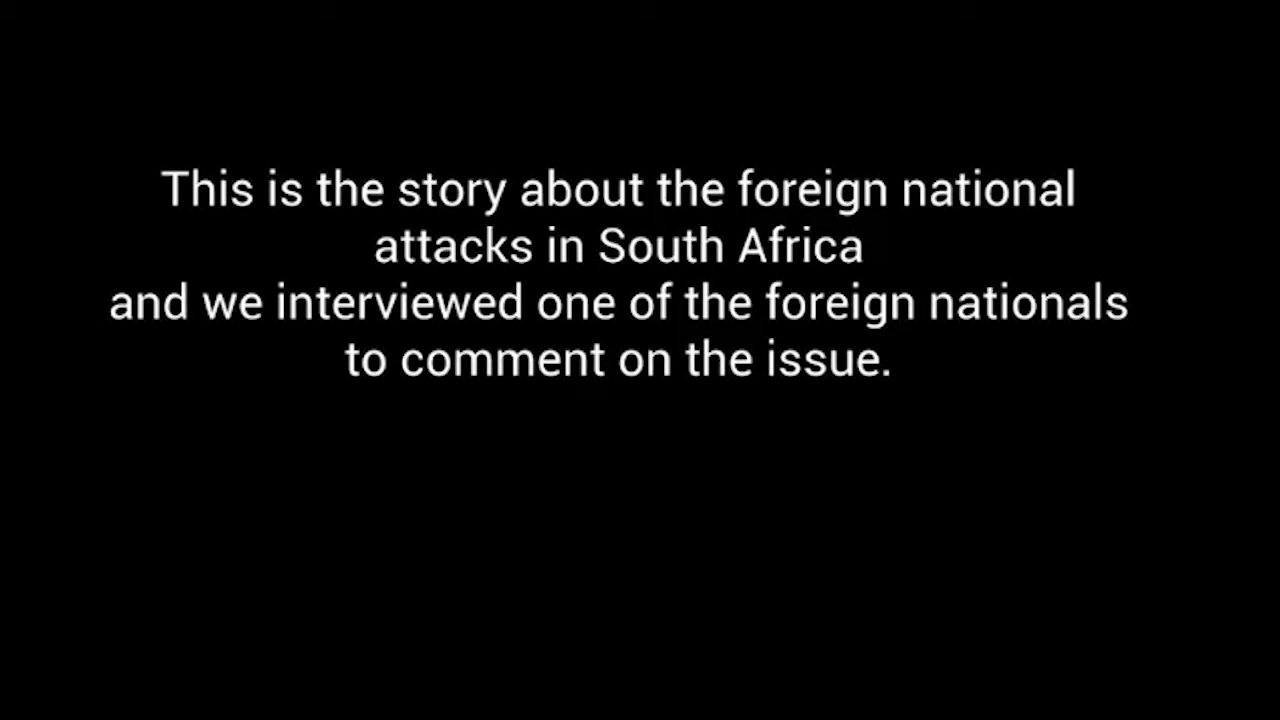 This is the story about the foreign national
attacks in South Africa
and we interviewed one of the foreign nationals
to comment on the issue.